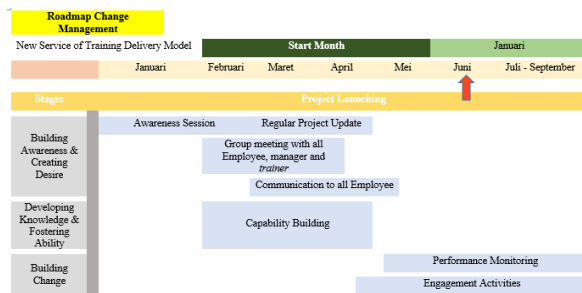 Roadmap Change
Management
New Service of Training Delivery Model
Start Month
Januari
Januari
Februari
Maret
April
Mei
Juni
Juli - September
Stages
Project Launching
Building
Awareness &
Creating
Desire
Awareness Session
Regular Project Update
Group meeting with all
Employee, manager and
trainer
Communication to all Employee
Developing
Knowledge &
Fostering
Ability
Capability Building
Building
Change
Performance Monitoring
Engagement Activities